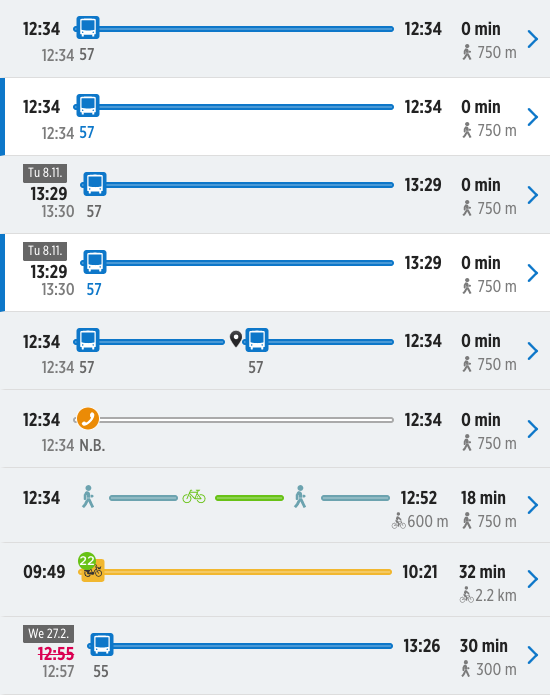 12:34 12:34 0 min
12:34 57 750 m
12:34 12:34 0 min
12:34 57 750 m
Tu 8.11.
13:29 13:29 0 min
13:30 57 750 m
Tu 8.11.
13:29 13:29 0 min
13:30 57 750 m
12:34 12:34 0 min
12:34 57 57 750 m
12:34 12:34 0 min
12:34 N.B. 750 m
12:34 12:52 18 min
600 m 750 m
22
09:49 10:21 32 min
2.2 km
We 27.2.
12:55 13:26 30 min
12:57 55 300 m